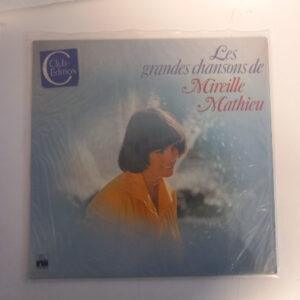 Club-
Edition
Les
grandes chansons de
Mireille
Mathieu